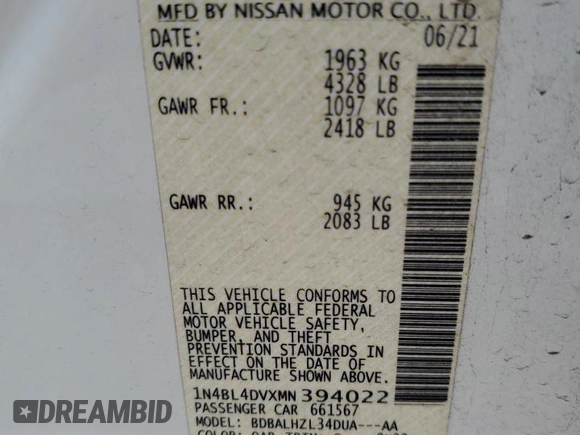 MFD BY NISSAN MOTOR CO., LTD.
DATE: 06/21
GVWR: 1963 KG
4328 LB
GAWR FR.: 1097 KG
2418 LB
GAWR RR.: 945 KG
2083 LB
THIS VEHICLE CONFORMS TO
ALL APPLICABLE FEDERAL
MOTOR VEHICLE SAFETY,
BUMPER, AND THEFT
PREVENTION STANDARDS IN
EFFECT ON THE DATE OF
MANUFACTURE SHOWN ABOVE.
1N4BL4DVXMN394022
PASSENGER CAR 661567
MODEL: BDBALHZL34DUA---AA
COLOR: QAB TRIM:
DREAMBID